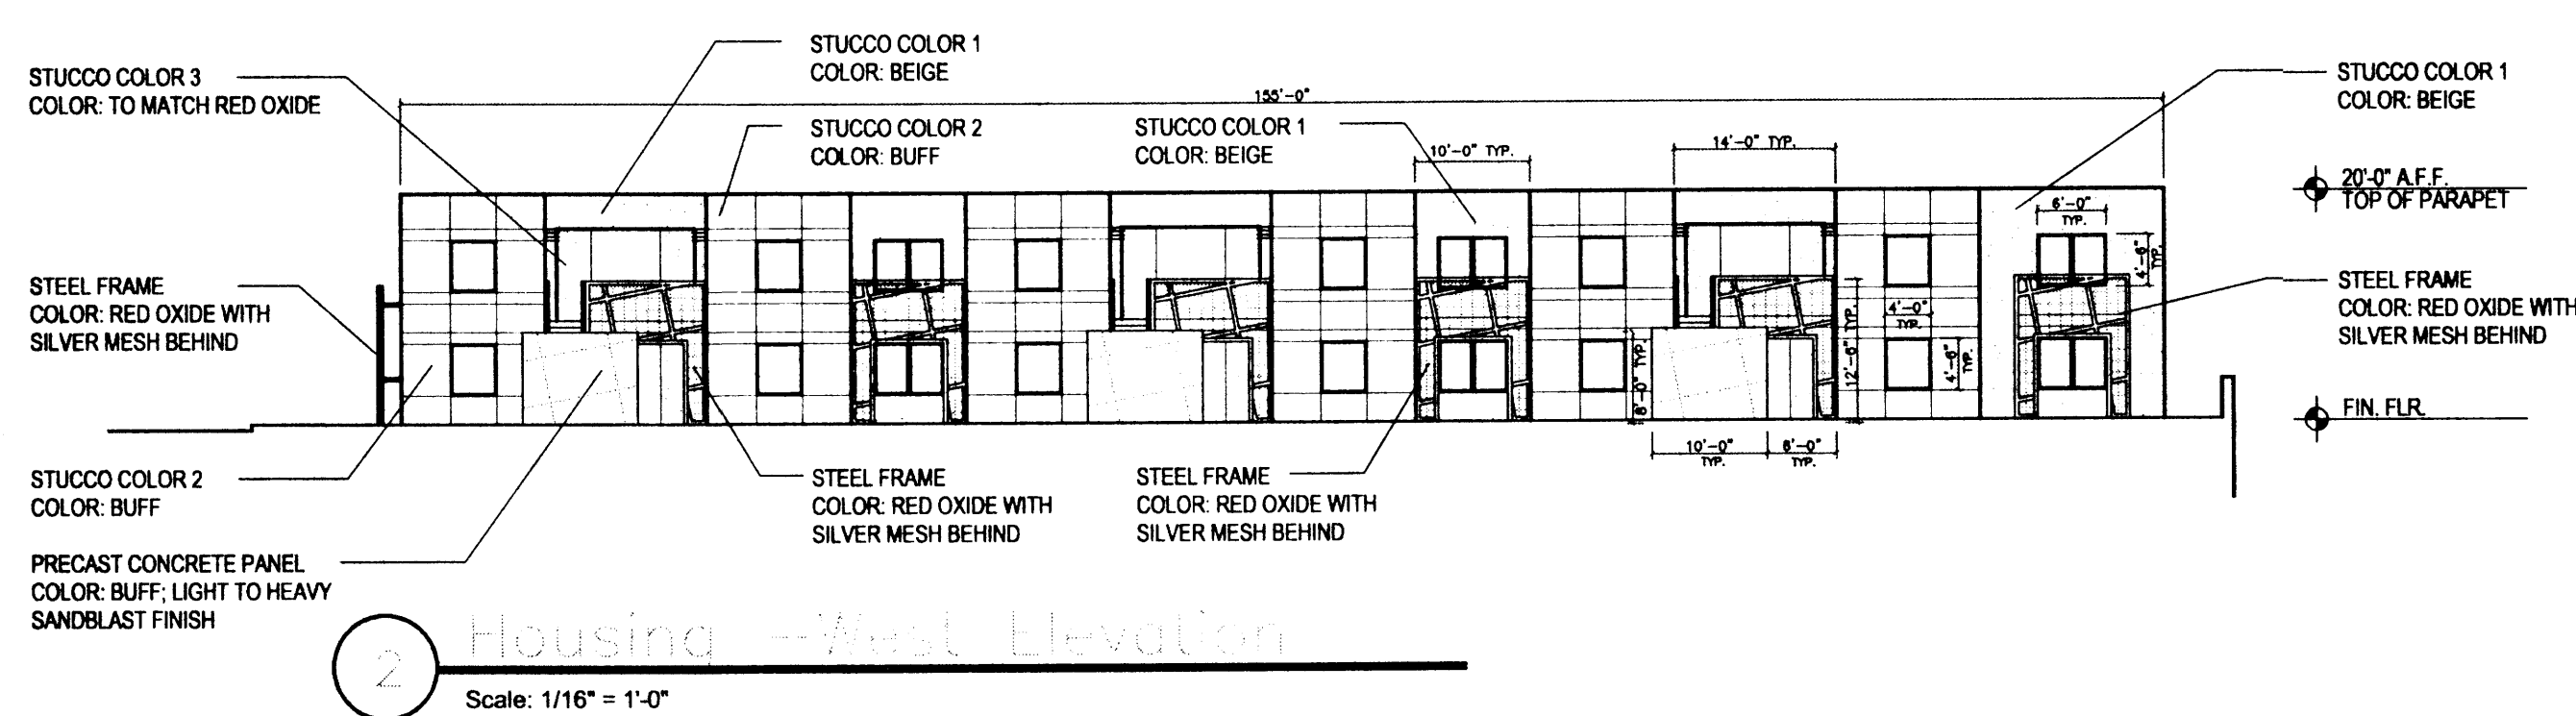 STUCCO COLOR 1
COLOR: BEIGE
STUCCO COLOR 3
COLOR: TO MATCH RED OXIDE
STUCCO COLOR 1
COLOR: BEIGE
155'-0"
STUCCO COLOR 2
COLOR: BUFF
STUCCO COLOR 1
COLOR: BEIGE
10'-0" TYP.
14'-0" TYP.
20'-0" A.F.F.
TOP OF PARAPET
6'-0"
TYP.
4'-6"
TYP.
STEEL FRAME
COLOR: RED OXIDE WITH
SILVER MESH BEHIND
STEEL FRAME
COLOR: RED OXIDE WITH
SILVER MESH BEHIND
4'-0"
TYP.
8'-0" TYP.
12'-6" TYP.
4'-6"
TYP.
FIN. FLR.
10'-0"
TYP.
6'-0"
TYP.
STUCCO COLOR 2
COLOR: BUFF
STEEL FRAME
COLOR: RED OXIDE WITH
SILVER MESH BEHIND
STEEL FRAME
COLOR: RED OXIDE WITH
SILVER MESH BEHIND
PRECAST CONCRETE PANEL
COLOR: BUFF; LIGHT TO HEAVY
SANDBLAST FINISH
2
Housing -West Elevation
Scale: 1/16" = 1'-0"